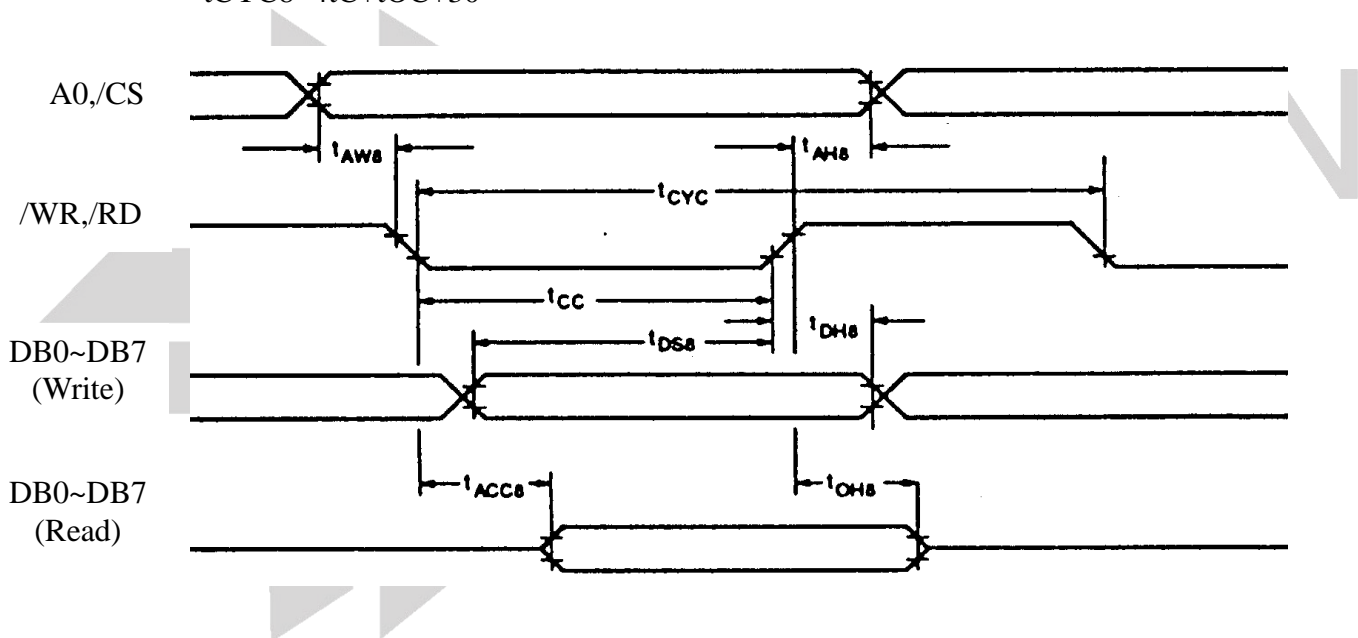 A0,/CS
tAW8
tAH8
tCYC
/WR,/RD
tCC
tDH8
DB0~DB7
(Write)
tDS8
DB0~DB7
(Read)
tACC8
tOH8